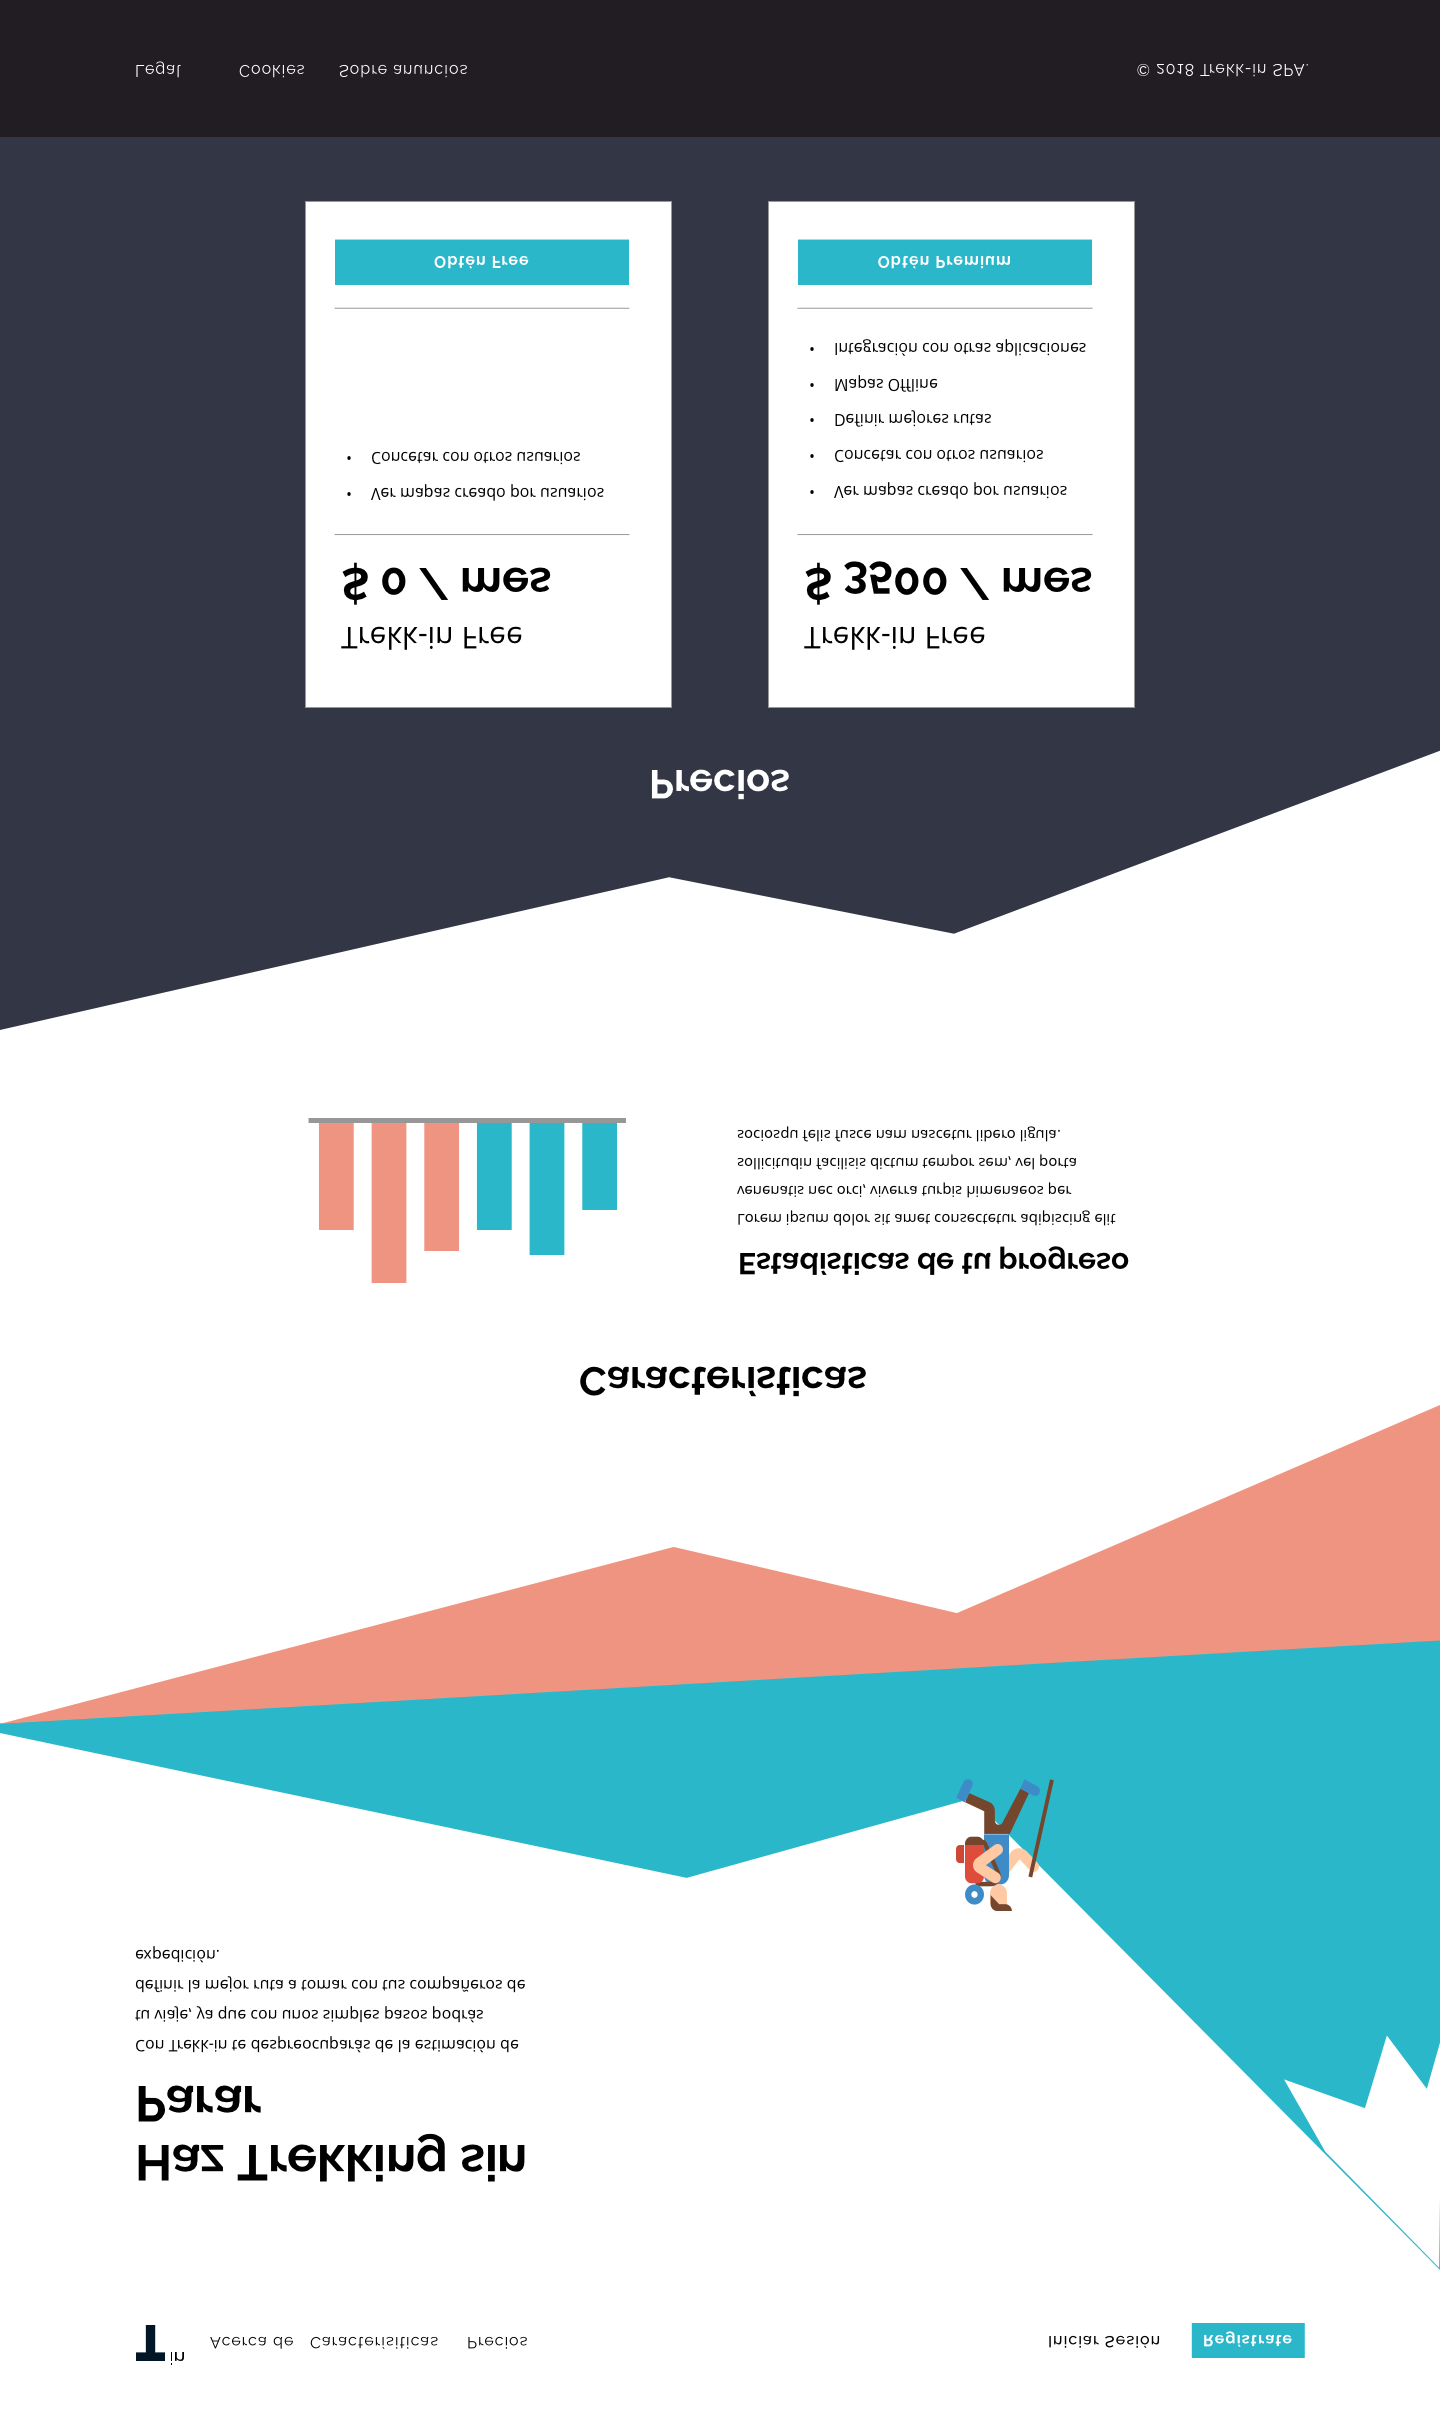 T in Acerca de Caracterisiticas Precios Iniciar Sesión Registrate
Haz Trekking sin
Parar
Con Trekk-in te despreocuparás de la estimación de
tu viaje, ya que con unos simples pasos podrás
definir la mejor ruta a tomar con tus compañeros de
expedición.
Características
Estadísticas de tu progreso
Lorem ipsum dolor sit amet consectetur adipiscing elit
venenatis nec orci, viverra turpis himenaeos per
sollicitudin facilisis dictum tempor sem, vel porta
sociosqu felis fusce nam nascetur libero ligula.
Precios
Trekk-in Free
$ 0 / mes
• Ver mapas creado por usuarios
• Concetar con otros usuarios
Obtén Free
Trekk-in Free
$ 3500 / mes
• Ver mapas creado por usuarios
• Concetar con otros usuarios
• Definir mejores rutas
• Mapas Offline
• Integración con otras aplicaciones
Obtén Premium
Legal Cookies Sobre anuncios © 2018 Trekk-in SPA.